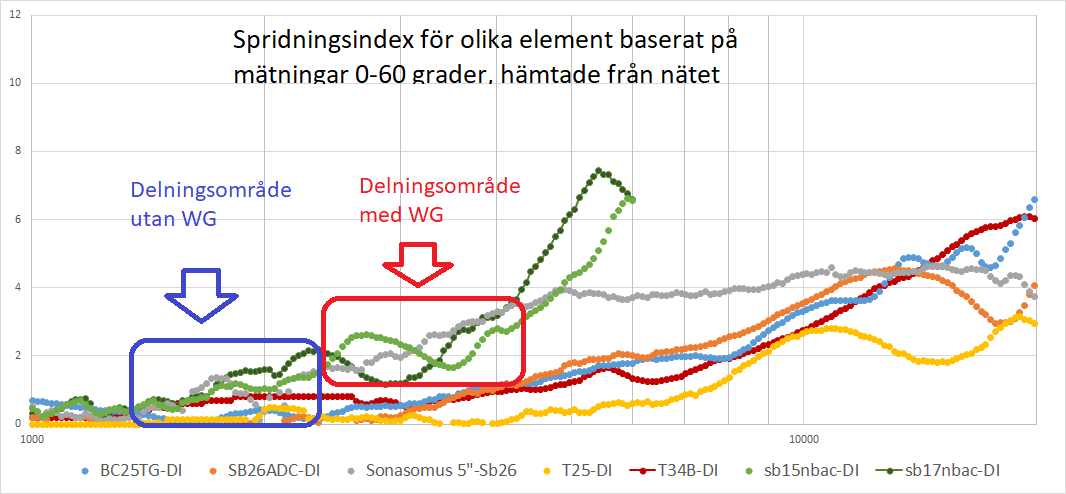 12
Spridningsindex för olika element baserat på
mätningar 0-60 grader, hämtade från nätet
10
8
Delningsområde
utan WG
Delningsområde
med WG
6
4
2
0
1000
10000
BC25TG-DI
SB26ADC-DI
Sonasomus 5"-Sb26
T25-DI
T34B-DI
sb15nbac-DI
sb17nbac-DI